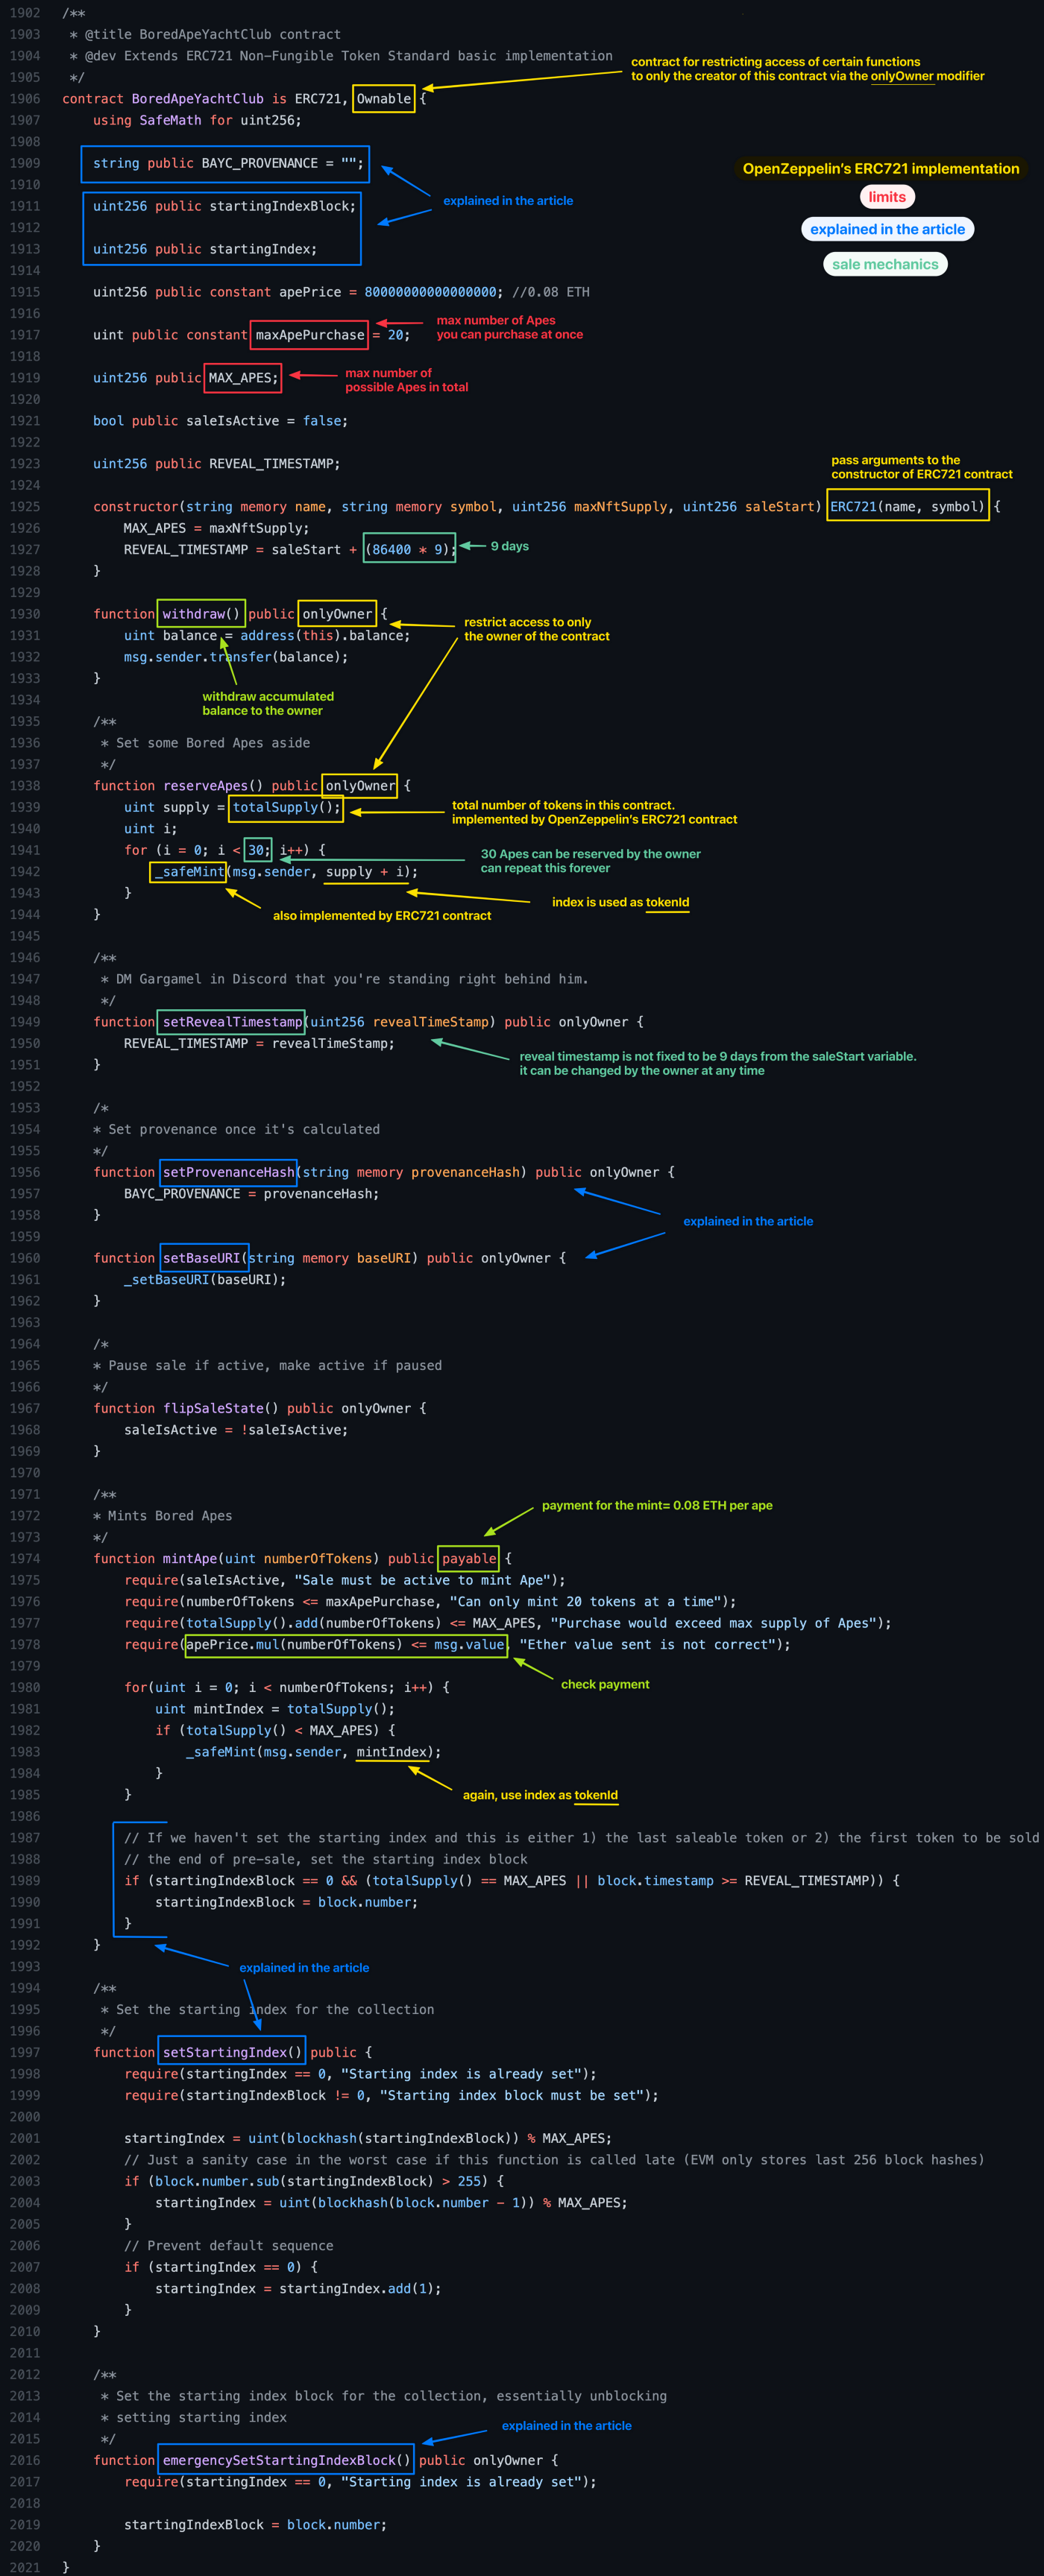 1902 /**
1903  * @title BoredApeYachtClub contract
1904  * @dev Extends ERC721 Non-Fungible Token Standard basic implementation
contract for restricting access of certain functions
to only the creator of this contract via the onlyOwner modifier
1905  */
1906 contract BoredApeYachtClub is ERC721, Ownable {
1907     using SafeMath for uint256;
1908
1909     string public BAYC_PROVENANCE = "";
OpenZeppelin's ERC721 implementation
limits
explained in the article
sale mechanics
1910
1911     uint256 public startingIndexBlock;
explained in the article
1912
1913     uint256 public startingIndex;
1914
1915     uint256 public constant apePrice = 80000000000000000; //0.08 ETH
1916
1917     uint public constant maxApePurchase = 20;
max number of Apes
you can purchase at once
1918
1919     uint256 public MAX_APES;
max number of
possible Apes in total
1920
1921     bool public saleIsActive = false;
1922
1923     uint256 public REVEAL_TIMESTAMP;
1924
pass arguments to the
constructor of ERC721 contract
1925     constructor(string memory name, string memory symbol, uint256 maxNftSupply, uint256 saleStart) ERC721(name, symbol) {
1926         MAX_APES = maxNftSupply;
1927         REVEAL_TIMESTAMP = saleStart + (86400 * 9);
9 days
1928     }
1929
1930     function withdraw() public onlyOwner {
restrict access to only
the owner of the contract
1931         uint balance = address(this).balance;
1932         msg.sender.transfer(balance);
1933     }
1934
withdraw accumulated
balance to the owner
1935     /**
1936      * Set some Bored Apes aside
1937      */
1938     function reserveApes() public onlyOwner {
1939         uint supply = totalSupply();
total number of tokens in this contract.
implemented by OpenZeppelin's ERC721 contract
1940         uint i;
1941         for (i = 0; i < 30; i++) {
30 Apes can be reserved by the owner
can repeat this forever
1942             _safeMint(msg.sender, supply + i);
1943         }
index is used as tokenId
1944     }
also implemented by ERC721 contract
1945
1946     /**
1947      * DM Gargamel in Discord that you're standing right behind him.
1948      */
1949     function setRevealTimestamp(uint256 revealTimeStamp) public onlyOwner {
1950         REVEAL_TIMESTAMP = revealTimeStamp;
reveal timestamp is not fixed to be 9 days from the saleStart variable.
it can be changed by the owner at any time
1951     }
1952
1953     /*
1954     * Set provenance once it's calculated
1955     */
1956     function setProvenanceHash(string memory provenanceHash) public onlyOwner {
1957         BAYC_PROVENANCE = provenanceHash;
1958     }
explained in the article
1959
1960     function setBaseURI(string memory baseURI) public onlyOwner {
1961         _setBaseURI(baseURI);
1962     }
1963
1964     /*
1965     * Pause sale if active, make active if paused
1966     */
1967     function flipSaleState() public onlyOwner {
1968         saleIsActive = !saleIsActive;
1969     }
1970
1971     /**
payment for the mint= 0.08 ETH per ape
1972     * Mints Bored Apes
1973     */
1974     function mintApe(uint numberOfTokens) public payable {
1975         require(saleIsActive, "Sale must be active to mint Ape");
1976         require(numberOfTokens <= maxApePurchase, "Can only mint 20 tokens at a time");
1977         require(totalSupply().add(numberOfTokens) <= MAX_APES, "Purchase would exceed max supply of Apes");
1978         require(apePrice.mul(numberOfTokens) <= msg.value, "Ether value sent is not correct");
1979
check payment
1980         for(uint i = 0; i < numberOfTokens; i++) {
1981             uint mintIndex = totalSupply();
1982             if (totalSupply() < MAX_APES) {
1983                 _safeMint(msg.sender, mintIndex);
1984             }
1985         }
again, use index as tokenId
1986
1987         // If we haven't set the starting index and this is either 1) the last saleable token or 2) the first token to be sold
1988         // the end of pre-sale, set the starting index block
1989         if (startingIndexBlock == 0 && (totalSupply() == MAX_APES || block.timestamp >= REVEAL_TIMESTAMP)) {
1990             startingIndexBlock = block.number;
1991         }
1992     }
1993
explained in the article
1994     /**
1995      * Set the starting index for the collection
1996      */
1997     function setStartingIndex() public {
1998         require(startingIndex == 0, "Starting index is already set");
1999         require(startingIndexBlock != 0, "Starting index block must be set");
2000
2001         startingIndex = uint(blockhash(startingIndexBlock)) % MAX_APES;
2002         // Just a sanity case in the worst case if this function is called late (EVM only stores last 256 block hashes)
2003         if (block.number.sub(startingIndexBlock) > 255) {
2004             startingIndex = uint(blockhash(block.number - 1)) % MAX_APES;
2005         }
2006         // Prevent default sequence
2007         if (startingIndex == 0) {
2008             startingIndex = startingIndex.add(1);
2009         }
2010     }
2011
2012     /**
2013      * Set the starting index block for the collection, essentially unblocking
2014      * setting starting index
explained in the article
2015      */
2016     function emergencySetStartingIndexBlock() public onlyOwner {
2017         require(startingIndex == 0, "Starting index is already set");
2018
2019         startingIndexBlock = block.number;
2020     }
2021 }